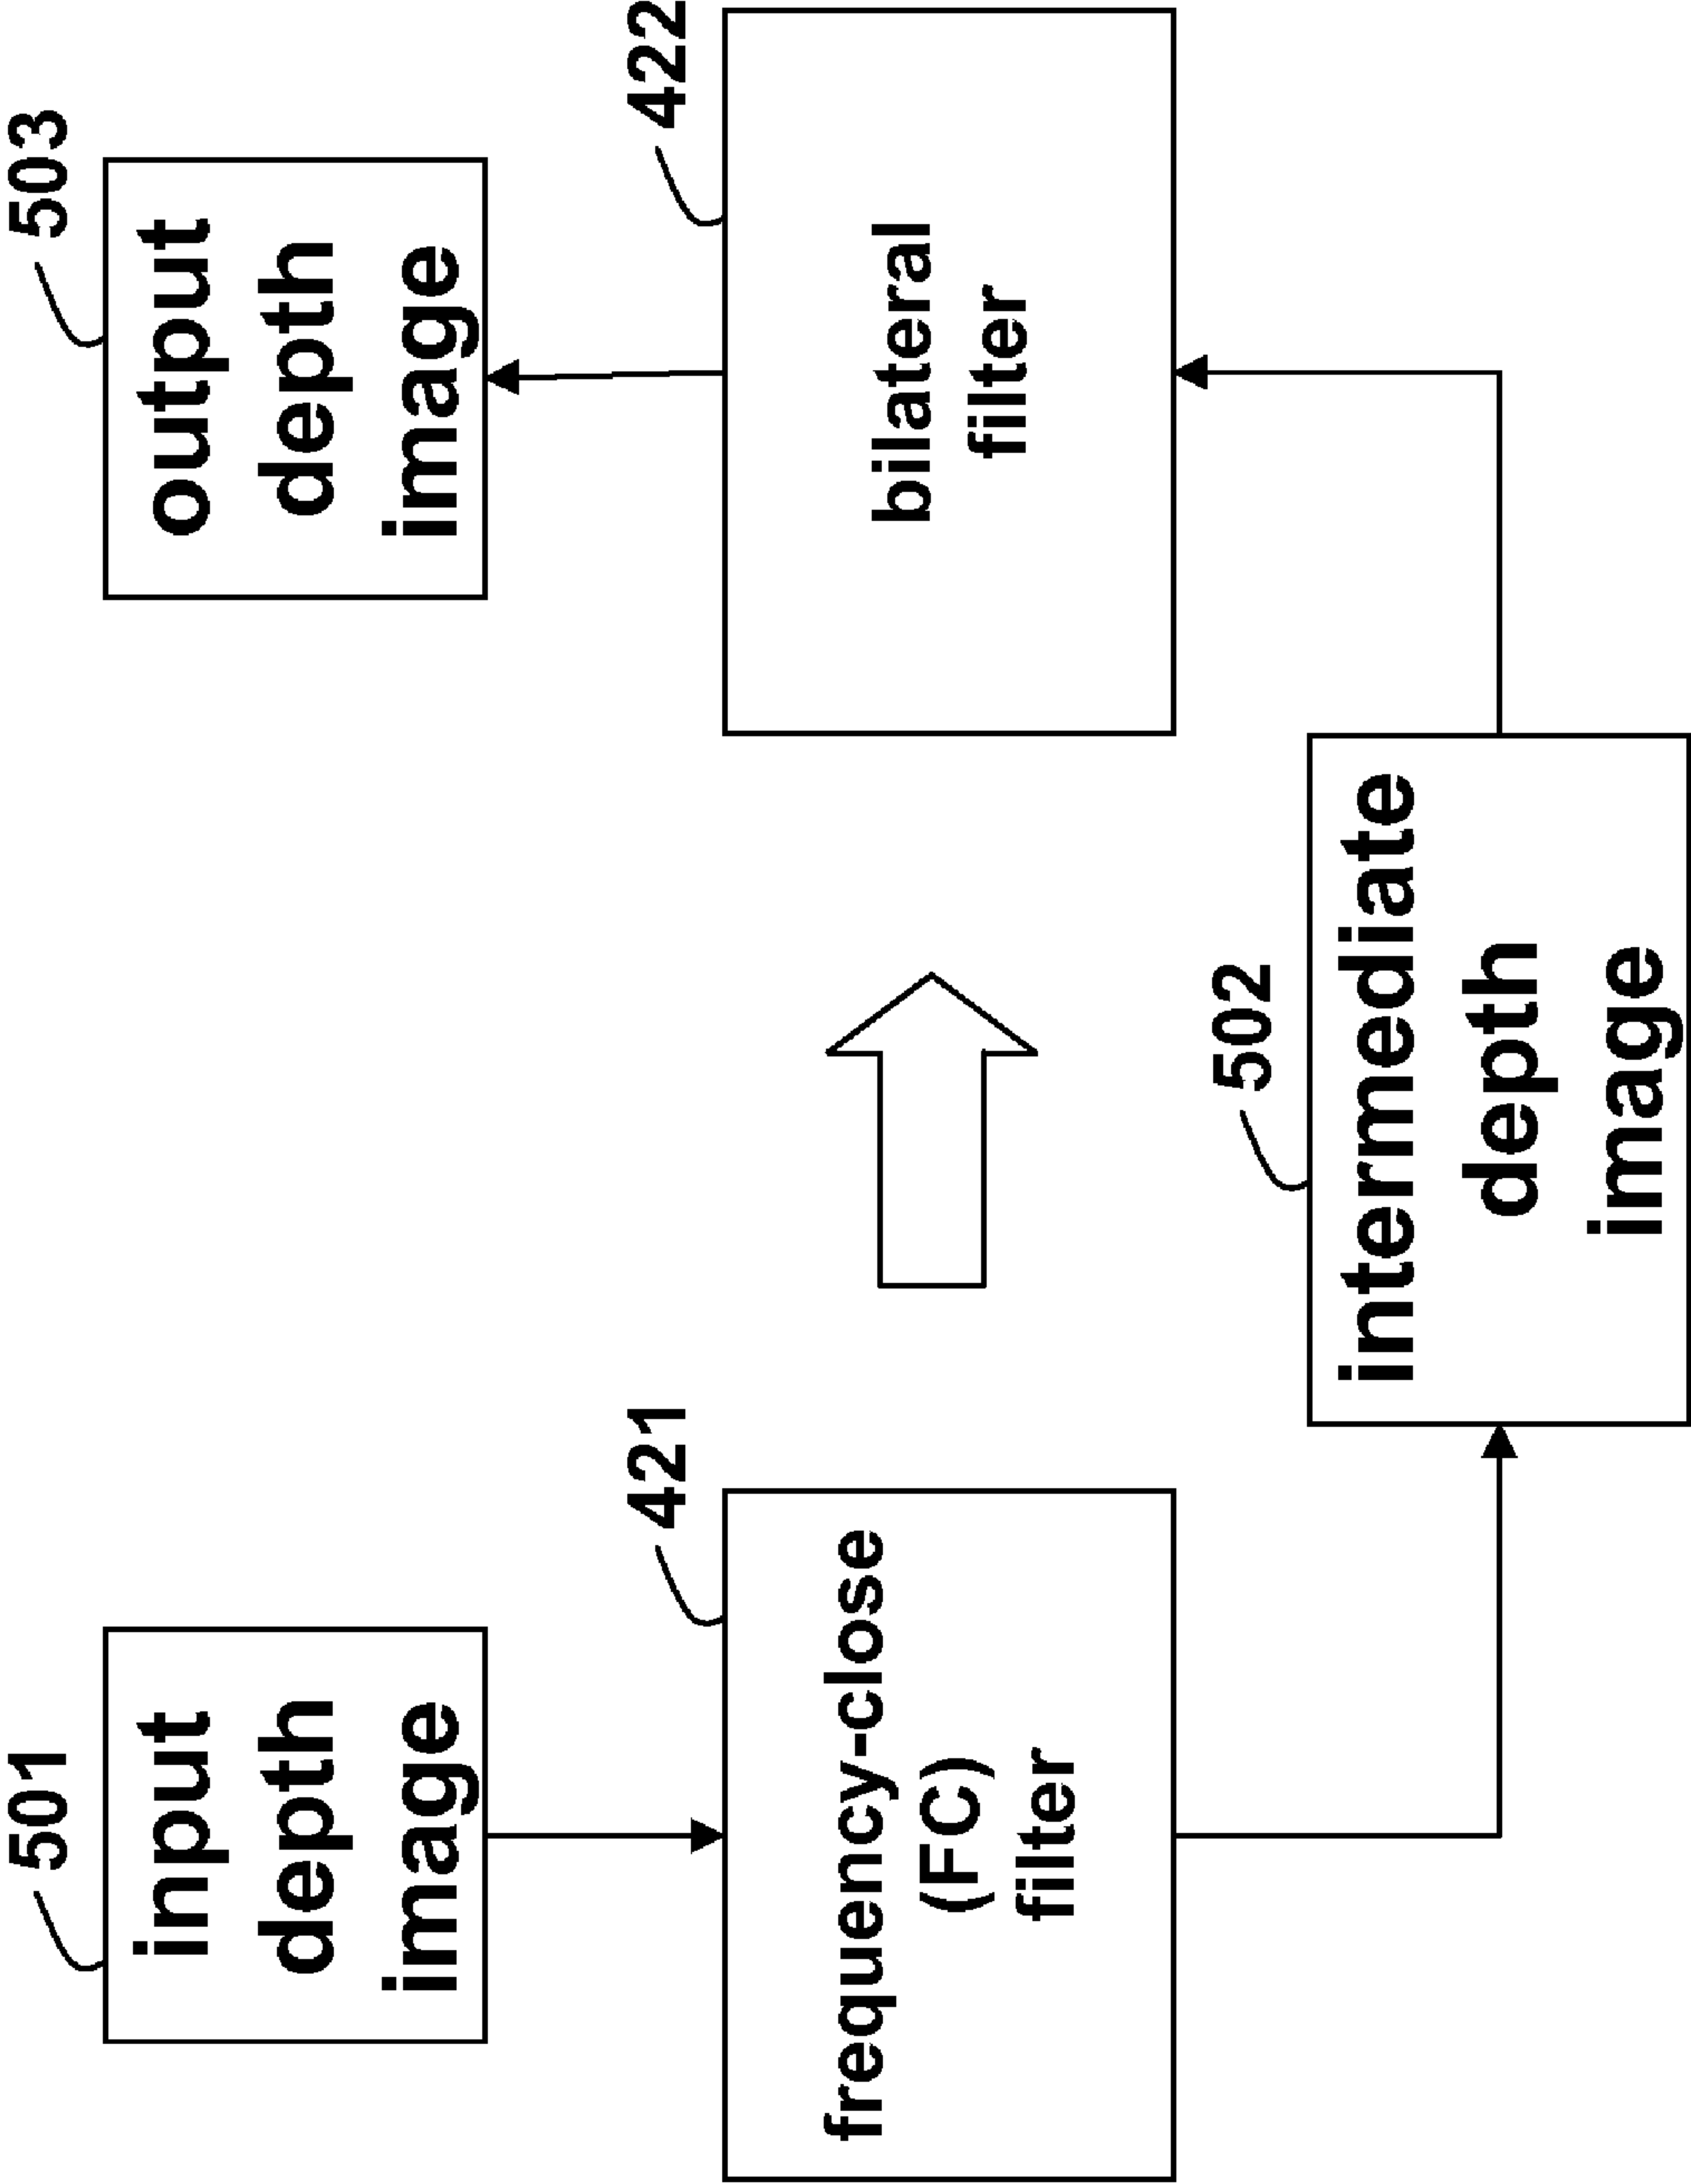 501
input
depth
image
421
frequency-close
(FC)
filter
502
intermediate
depth
image
422
bilateral
filter
503
output
depth
image